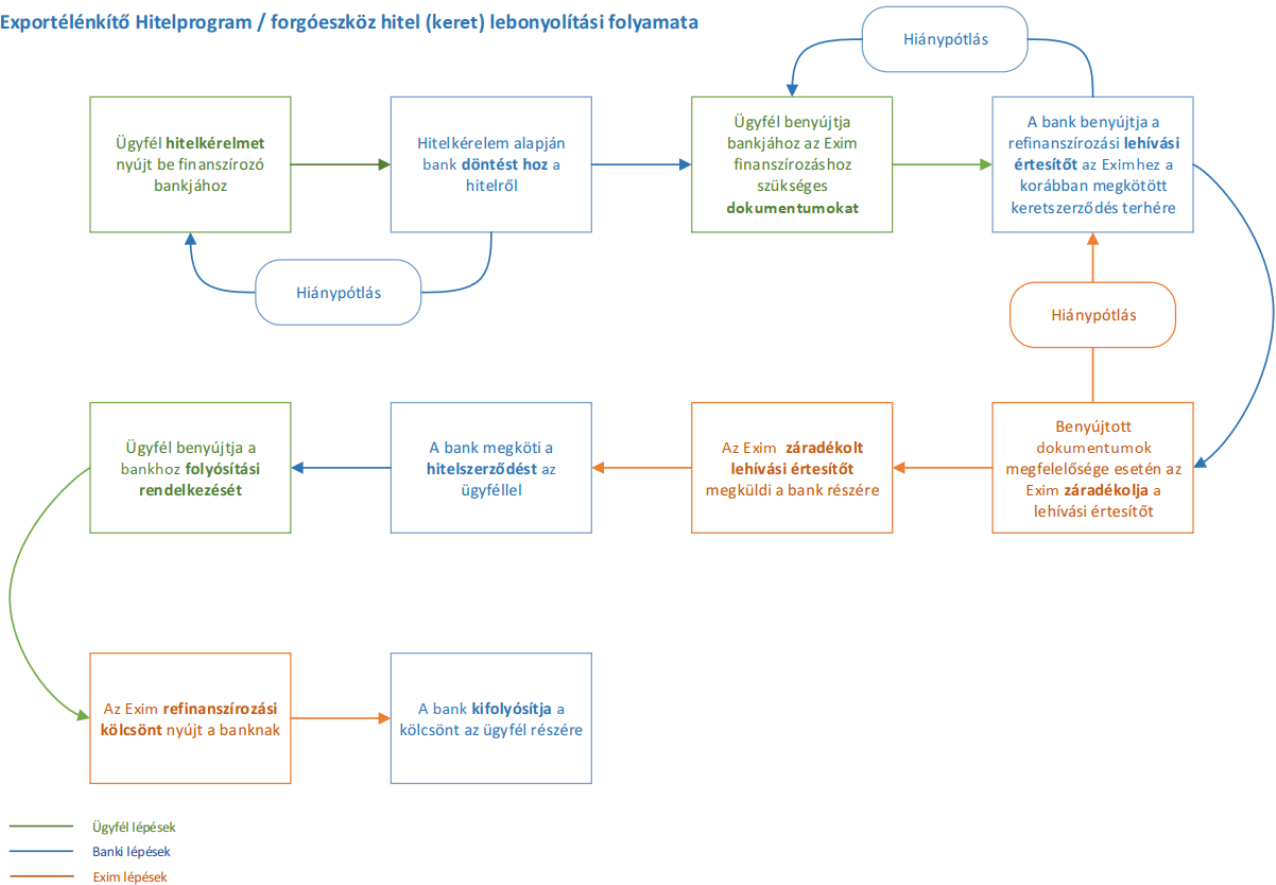 Exportélénkítő Hitelprogram / forgóeszköz hitel (keret) lebonyolítási folyamata
Hiánypótlás
Ügyfél hitelkérelmet
nyújt be finanszírozó
bankjához
Hitelkérelem alapján
bank döntést hoz a
hitelről
Ügyfél benyújtja
bankjához az Exim
finanszírozáshoz
szükséges
dokumentumokat
A bank benyújtja a
refinanszírozási lehívási
értesítőt az Eximhez a
korábban megkötött
keretszerződés terhére
Hiánypótlás
Hiánypótlás
Ügyfél benyújtja a
bankhoz folyósítási
rendelkezését
A bank megköti a
hitelszerződést az
ügyféllel
Az Exim záradékolt
lehívási értesítőt
megküldi a bank részére
Benyújtott
dokumentumok
megfelelősége esetén az
Exim záradékolja a
lehívási értesítőt
Az Exim refinanszírozási
kölcsönt nyújt a banknak
A bank kifolyósítja a
kölcsönt az ügyfél részére
Ügyfél lépések
Banki lépések
Exim lépések